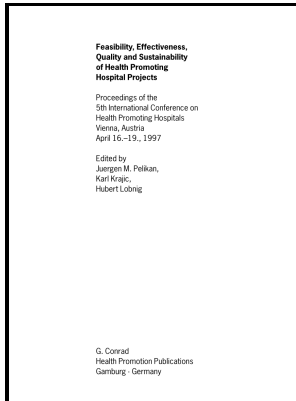 Feasibility, Effectiveness,
Quality and Sustainability
of Health Promoting
Hospital Projects
Proceedings of the
5th International Conference on
Health Promoting Hospitals
Vienna, Austria
April 16.–19., 1997
Edited by
Juergen M. Pelikan,
Karl Krajic,
Hubert Lobnig
G. Conrad
Health Promotion Publications
Gamburg - Germany